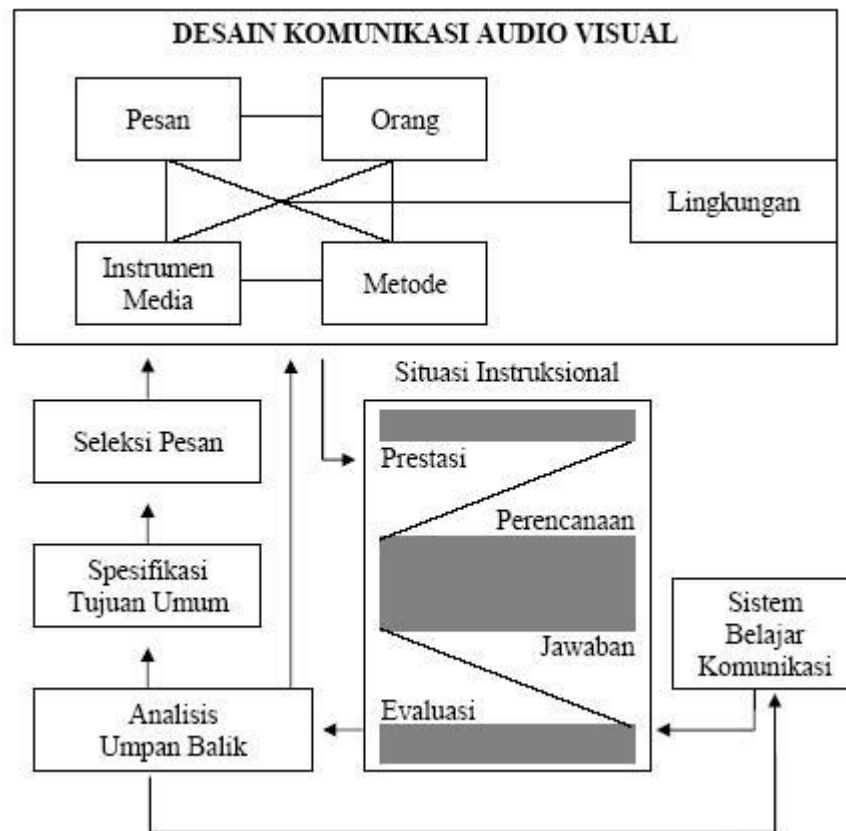 DESAIN KOMUNIKASI AUDIO VISUAL
Pesan
Orang
Lingkungan
Instrumen
Media
Metode
Situasi Instruksional
Seleksi Pesan
Prestasi
Perencanaan
Spesifikasi
Tujuan Umum
Sistem
Belajar
Komunikasi
Jawaban
Evaluasi
Analisis
Umpan Balik